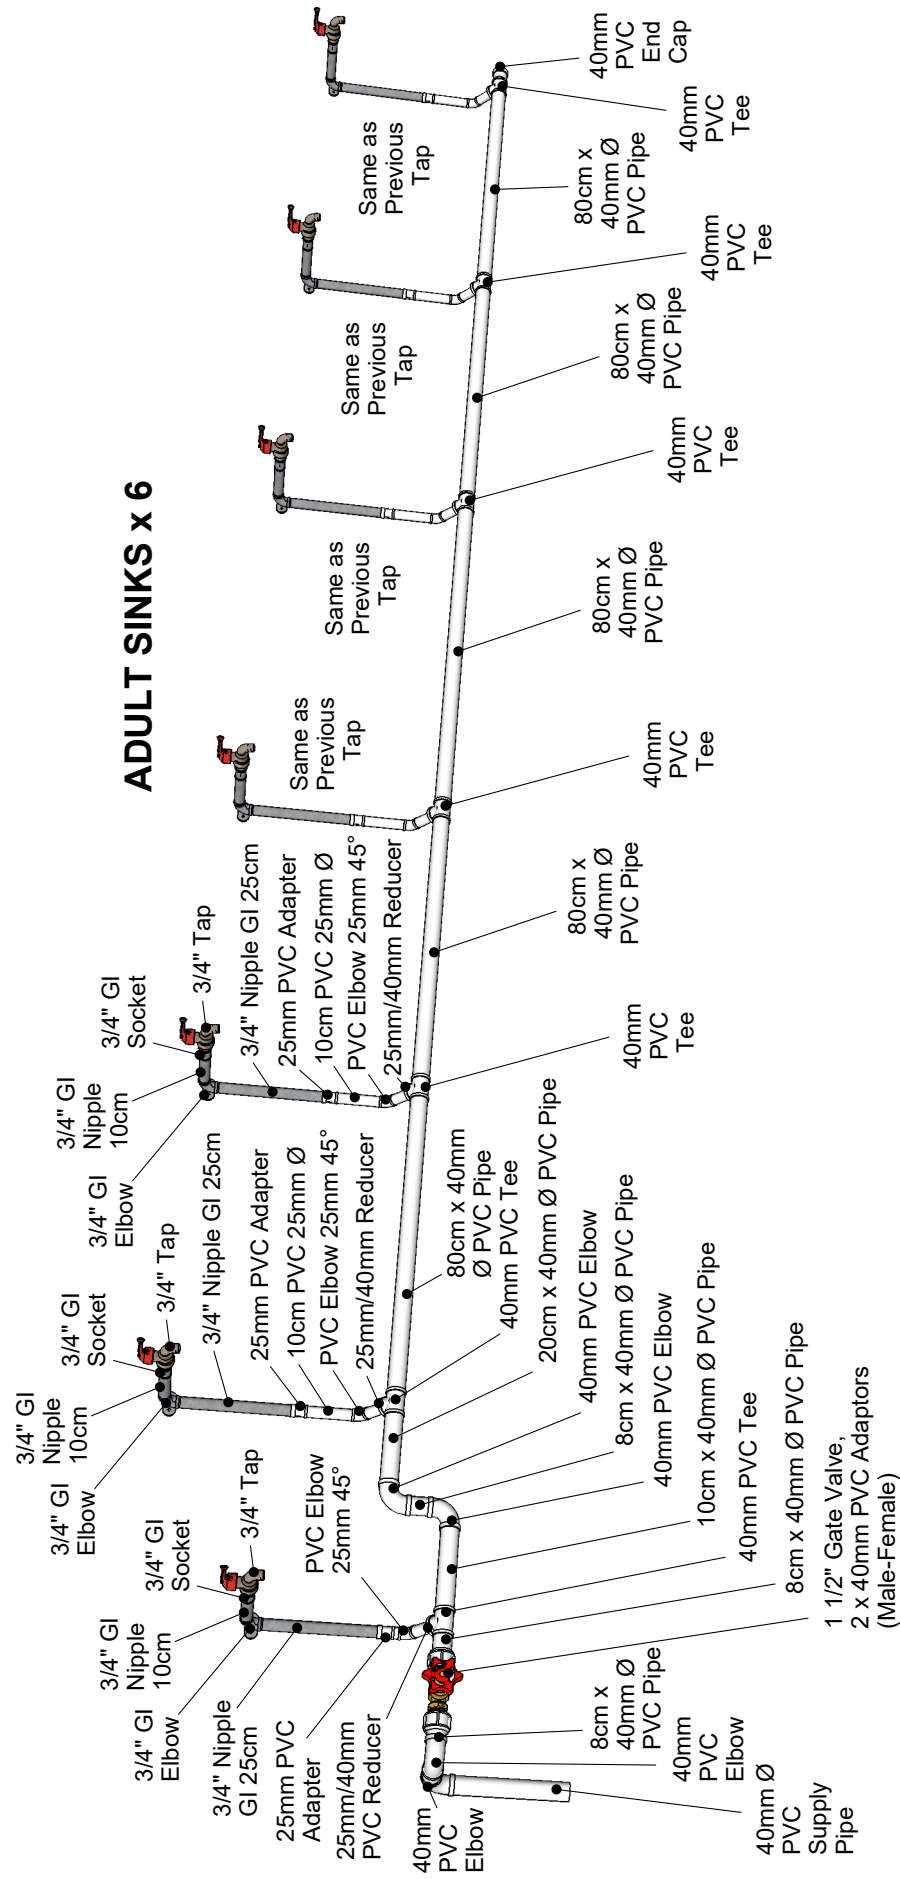 ADULT SINKS x 6
3/4" GI
Elbow
3/4" GI
Nipple
10cm
3/4" GI
Socket
3/4" Tap
3/4" Nipple
GI 25cm
25mm PVC
Adapter
25mm/40mm
PVC Reducer
PVC Elbow
25mm 45°
40mm
PVC
Elbow
40mm Ø
PVC
Supply
Pipe
40mm
PVC
Elbow
8cm x
40mm Ø
PVC Pipe
1 1/2" Gate Valve,
2 x 40mm PVC Adaptors
(Male-Female)
8cm x 40mm Ø PVC Pipe
40mm PVC Tee
10cm x 40mm Ø PVC Pipe
40mm PVC Elbow
8cm x 40mm Ø PVC Pipe
40mm PVC Elbow
20cm x 40mm Ø PVC Pipe
40mm PVC Tee
80cm x 40mm
Ø PVC Pipe
3/4" GI
Elbow
3/4" GI
Nipple
10cm
3/4" GI
Socket
3/4" Tap
3/4" Nipple GI 25cm
25mm PVC Adapter
10cm PVC 25mm Ø
PVC Elbow 25mm 45°
25mm/40mm Reducer
3/4" GI
Elbow
3/4" GI
Nipple
10cm
3/4" GI
Socket
3/4" Tap
3/4" Nipple GI 25cm
25mm PVC Adapter
10cm PVC 25mm Ø
PVC Elbow 25mm 45°
25mm/40mm Reducer
40mm
PVC
Tee
80cm x
40mm Ø
PVC Pipe
Same as
Previous
Tap
40mm
PVC
Tee
80cm x
40mm Ø
PVC Pipe
Same as
Previous
Tap
40mm
PVC
Tee
80cm x
40mm Ø
PVC Pipe
Same as
Previous
Tap
40mm
PVC
Tee
80cm x
40mm Ø
PVC Pipe
Same as
Previous
Tap
40mm
PVC
Tee
40mm
PVC
End
Cap